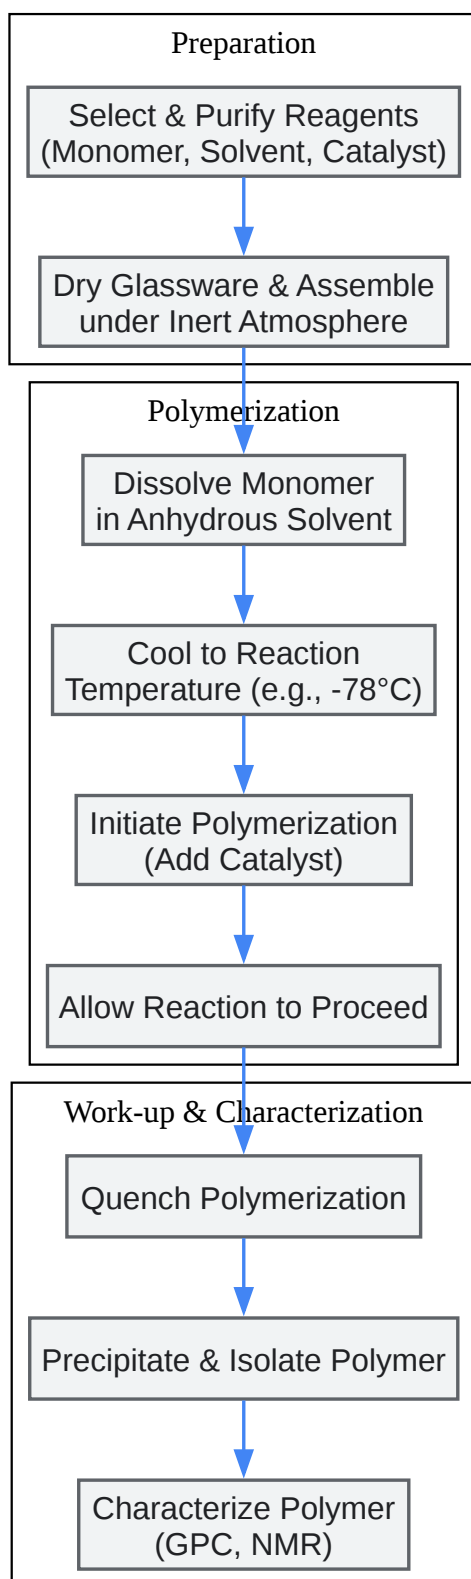 Preparation
Select & Purify Reagents
(Monomer, Solvent, Catalyst)
Dry Glassware & Assemble
under Inert Atmosphere
Polymerization
Dissolve Monomer
in Anhydrous Solvent
Cool to Reaction
Temperature (e.g., -78°C)
Initiate Polymerization
(Add Catalyst)
Allow Reaction to Proceed
Work-up & Characterization
Quench Polymerization
Precipitate & Isolate Polymer
Characterize Polymer
(GPC, NMR)